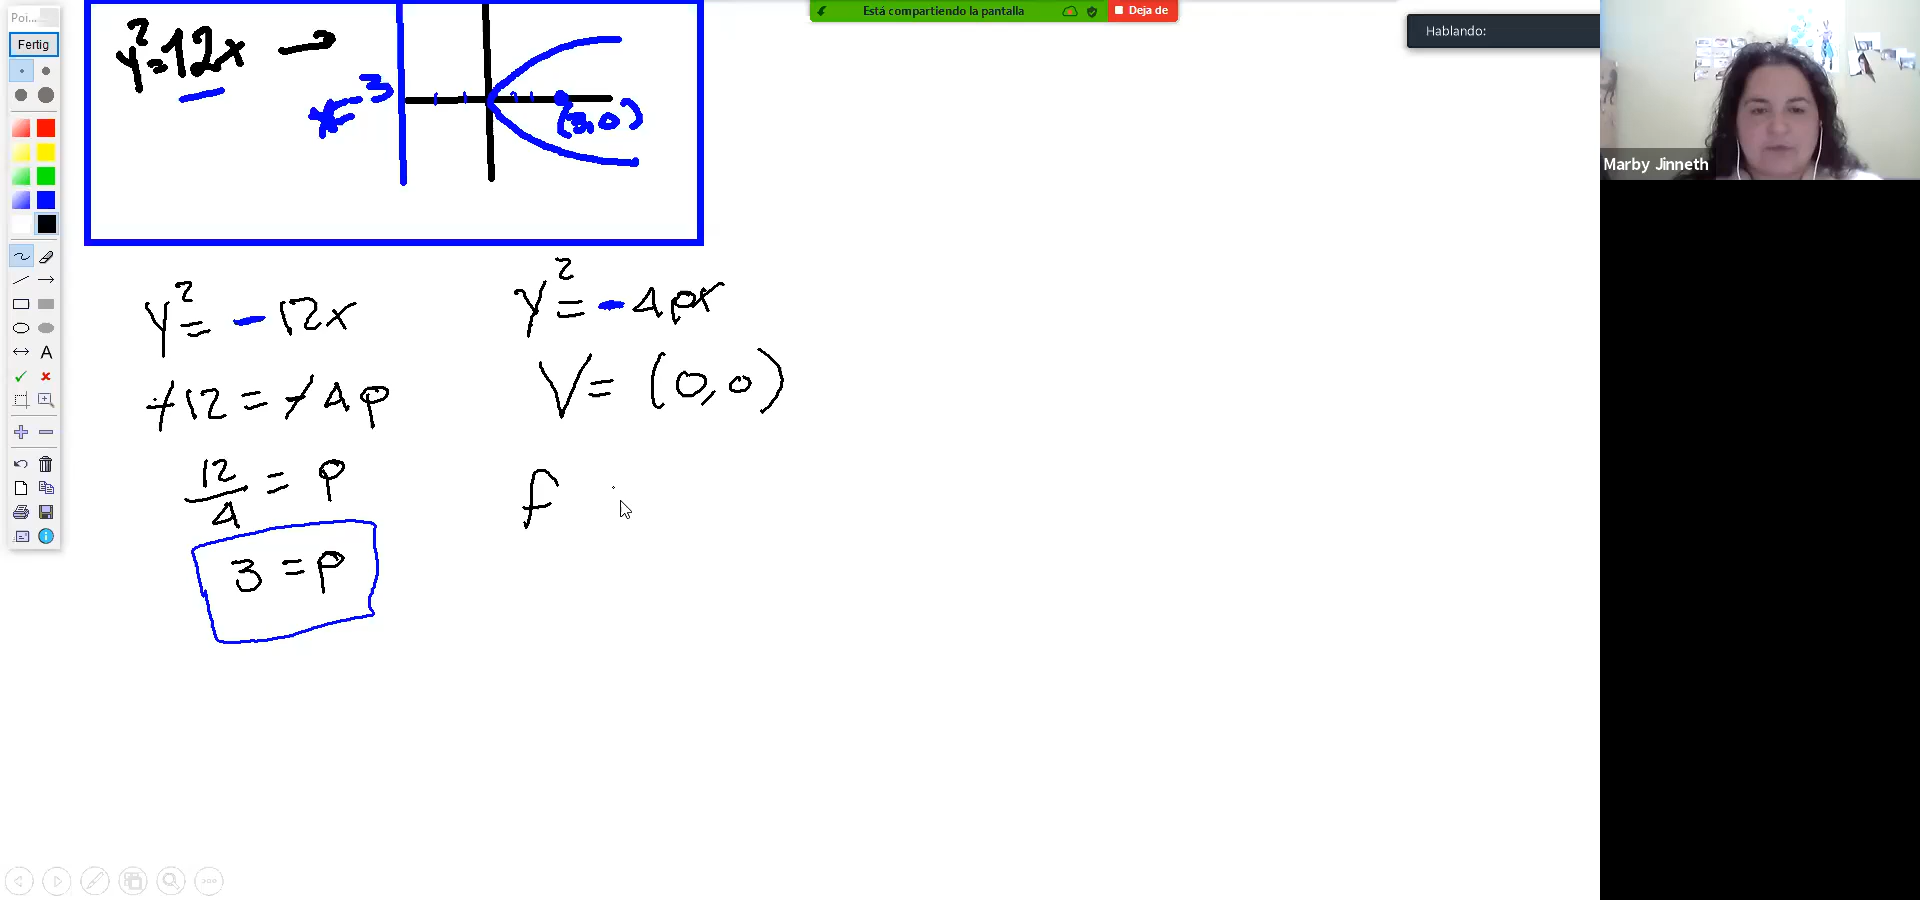 Poi...
Fertig
A
Está compartiendo la pantalla
Deja de
Hablando:
Marby Jinneth
y²=12x →
x=-3
(3,0)
y² = - 12x
-12 = -4p
12/4 = p
3 = p
y² = - 4px
V = (0,0)
f